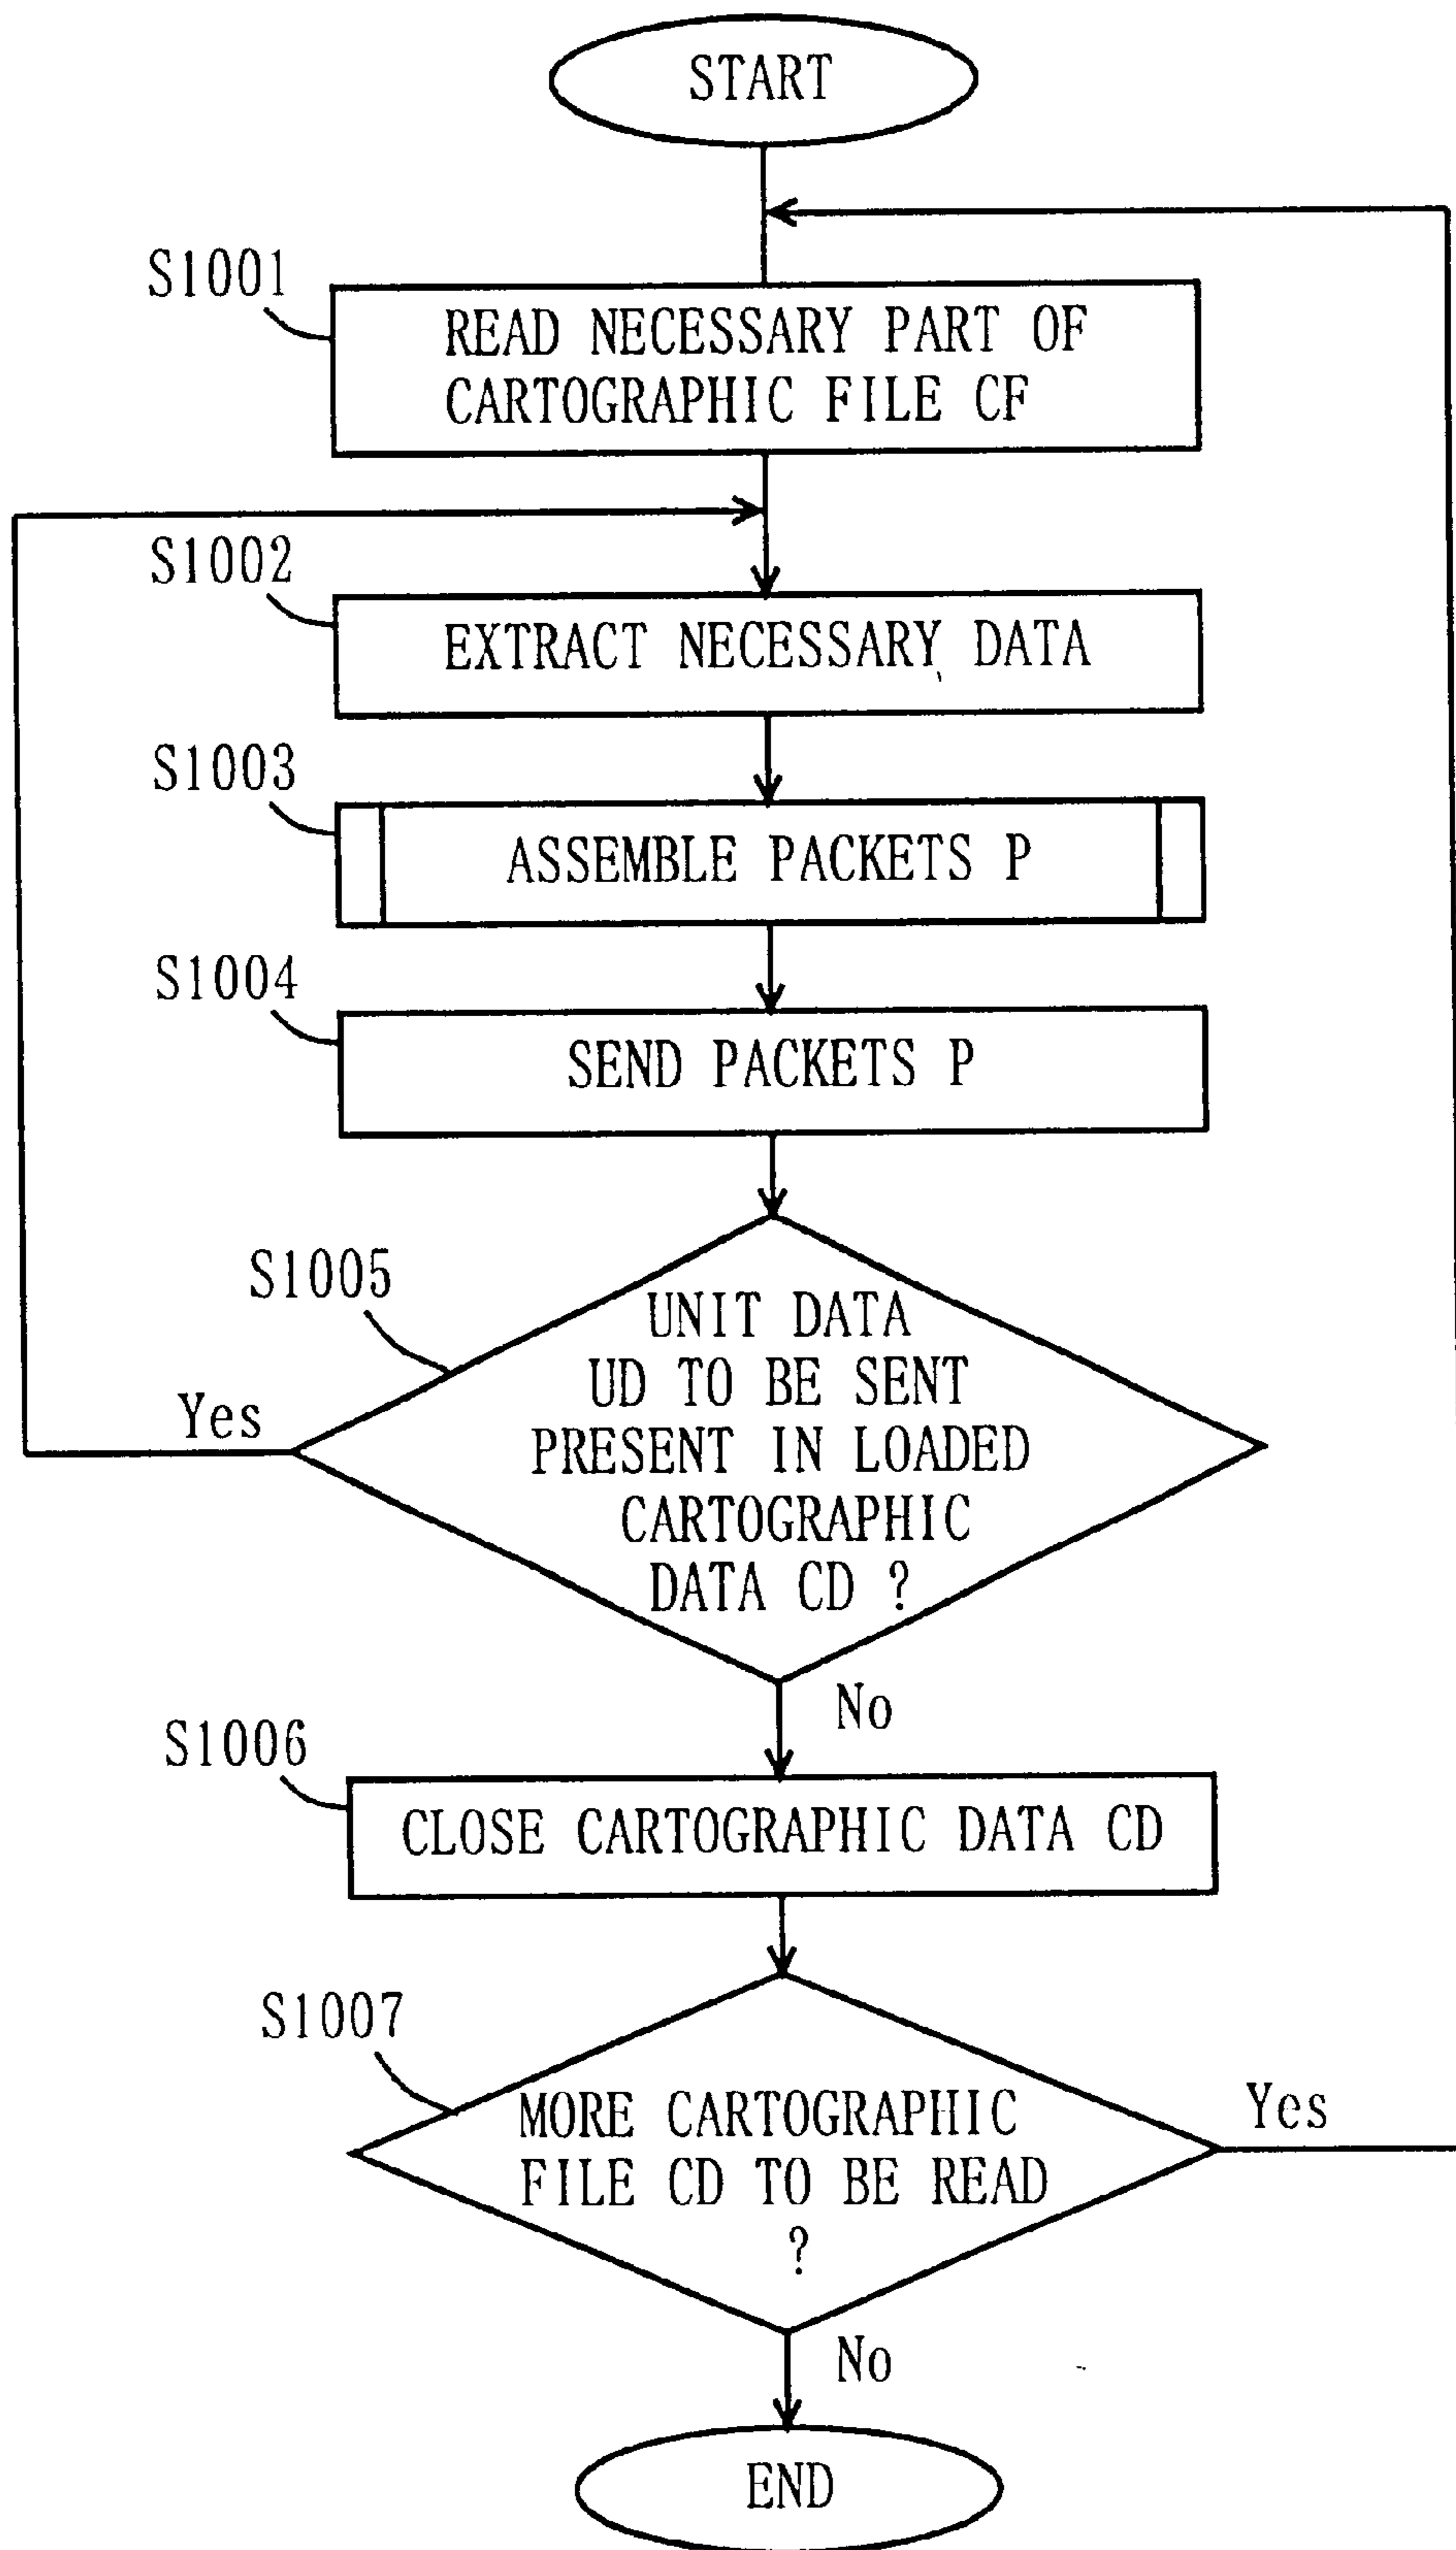 START
S1001
READ NECESSARY PART OF
CARTOGRAPHIC FILE CF
S1002
EXTRACT NECESSARY DATA
S1003
ASSEMBLE PACKETS P
S1004
SEND PACKETS P
S1005
UNIT DATA
UD TO BE SENT
PRESENT IN LOADED
CARTOGRAPHIC
DATA CD ?
Yes
No
S1006
CLOSE CARTOGRAPHIC DATA CD
S1007
MORE CARTOGRAPHIC
FILE CD TO BE READ
?
Yes
No
END